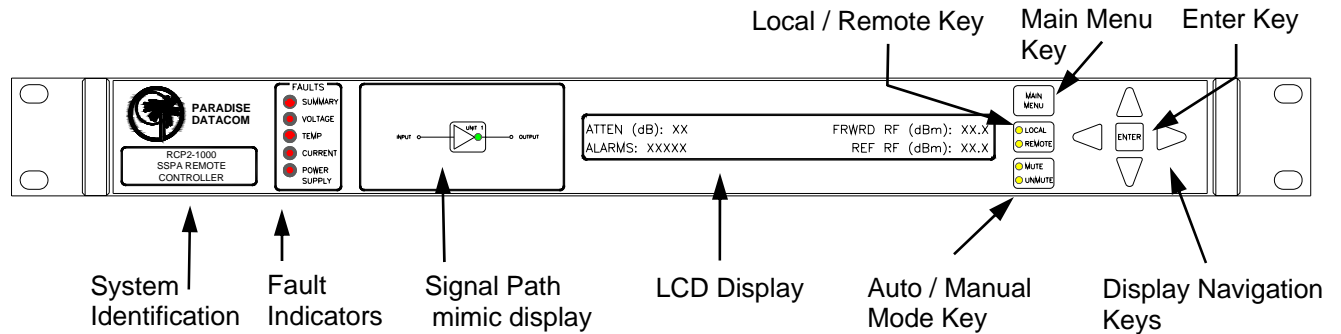 Local / Remote Key
Main Menu
Key
Enter Key
PARADISE
DATACOM
RCP2-1000
SSPA REMOTE
CONTROLLER
FAULTS
SUMMARY
VOLTAGE
TEMP
CURRENT
POWER
SUPPLY
INPUT
UNIT 1
OUTPUT
ATTEN (dB): XX
FRWRD RF (dBm): XX.X
ALARMS: XXXXX
REF RF (dBm): XX.X
MAIN
MENU
LOCAL
REMOTE
MUTE
UNMUTE
ENTER
System
Identification
Fault
Indicators
Signal Path
mimic display
LCD Display
Auto / Manual
Mode Key
Display Navigation
Keys